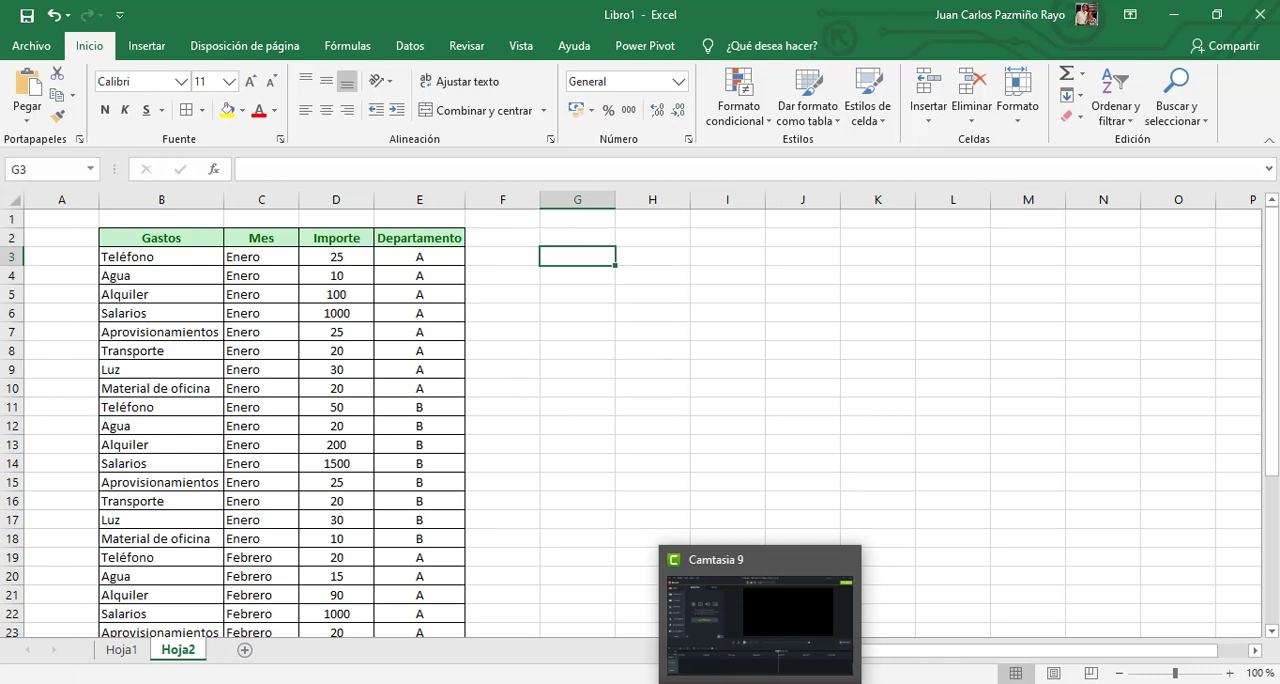 Libro1 - Excel
Juan Carlos Pazmiño Rayo
Archivo Inicio Insertar Disposición de página Fórmulas Datos Revisar Vista Ayuda Power Pivot ¿Qué desea hacer? Compartir
Pegar
Portapapeles
Calibri 11
N K S
A
Fuente
Ajustar texto
Combinar y centrar
Alineación
General
% 000
Número
Formato condicional
Dar formato como tabla
Estilos de celda
Estilos
Insertar Eliminar Formato
Celdas
Ordenar y filtrar
Buscar y seleccionar
Edición
G3 fx
A B C D E F G H I J K L M N O P
1
2 Gastos Mes Importe Departamento
3 Teléfono Enero 25 A
4 Agua Enero 10 A
5 Alquiler Enero 100 A
6 Salarios Enero 1000 A
7 Aprovisionamientos Enero 25 A
8 Transporte Enero 20 A
9 Luz Enero 30 A
10 Material de oficina Enero 20 A
11 Teléfono Enero 50 B
12 Agua Enero 20 B
13 Alquiler Enero 200 B
14 Salarios Enero 1500 B
15 Aprovisionamientos Enero 25 B
16 Transporte Enero 20 B
17 Luz Enero 30 B
18 Material de oficina Enero 10 B
19 Teléfono Febrero 20 A
20 Agua Febrero 15 A
21 Alquiler Febrero 100 A
22 Salarios Febrero 1000 A
23 Aprovisionamientos Febrero 20 A
Camtasia 9
Hoja1 Hoja2
100 %